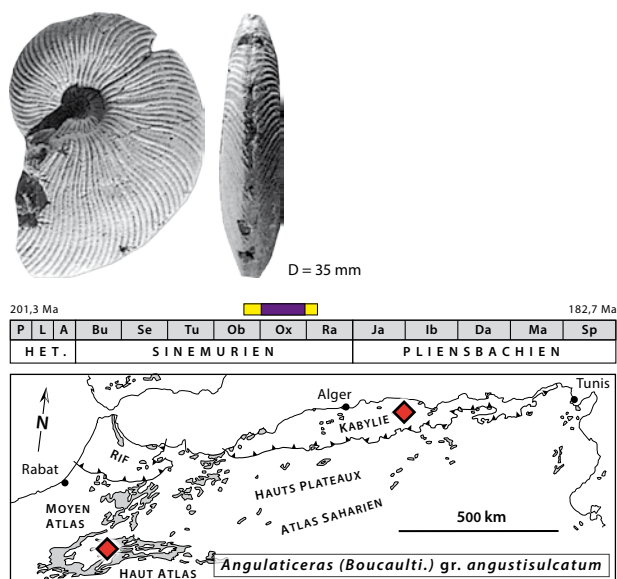 D = 35 mm
201,3 Ma 182,7 Ma
P L A Bu Se Tu Ob Ox Ra Ja Ib Da Ma Sp
HET. SINEMURIEN PLIENSBACHIEN
Tunis
Alger
N
KABYLIE
RIF
Rabat
HAUTS PLATEAUX
MOYEN
ATLAS
ATLAS SAHARIEN
500 km
HAUT ATLAS
Angulaticeras (Boucaulti.) gr. angustisulcatum